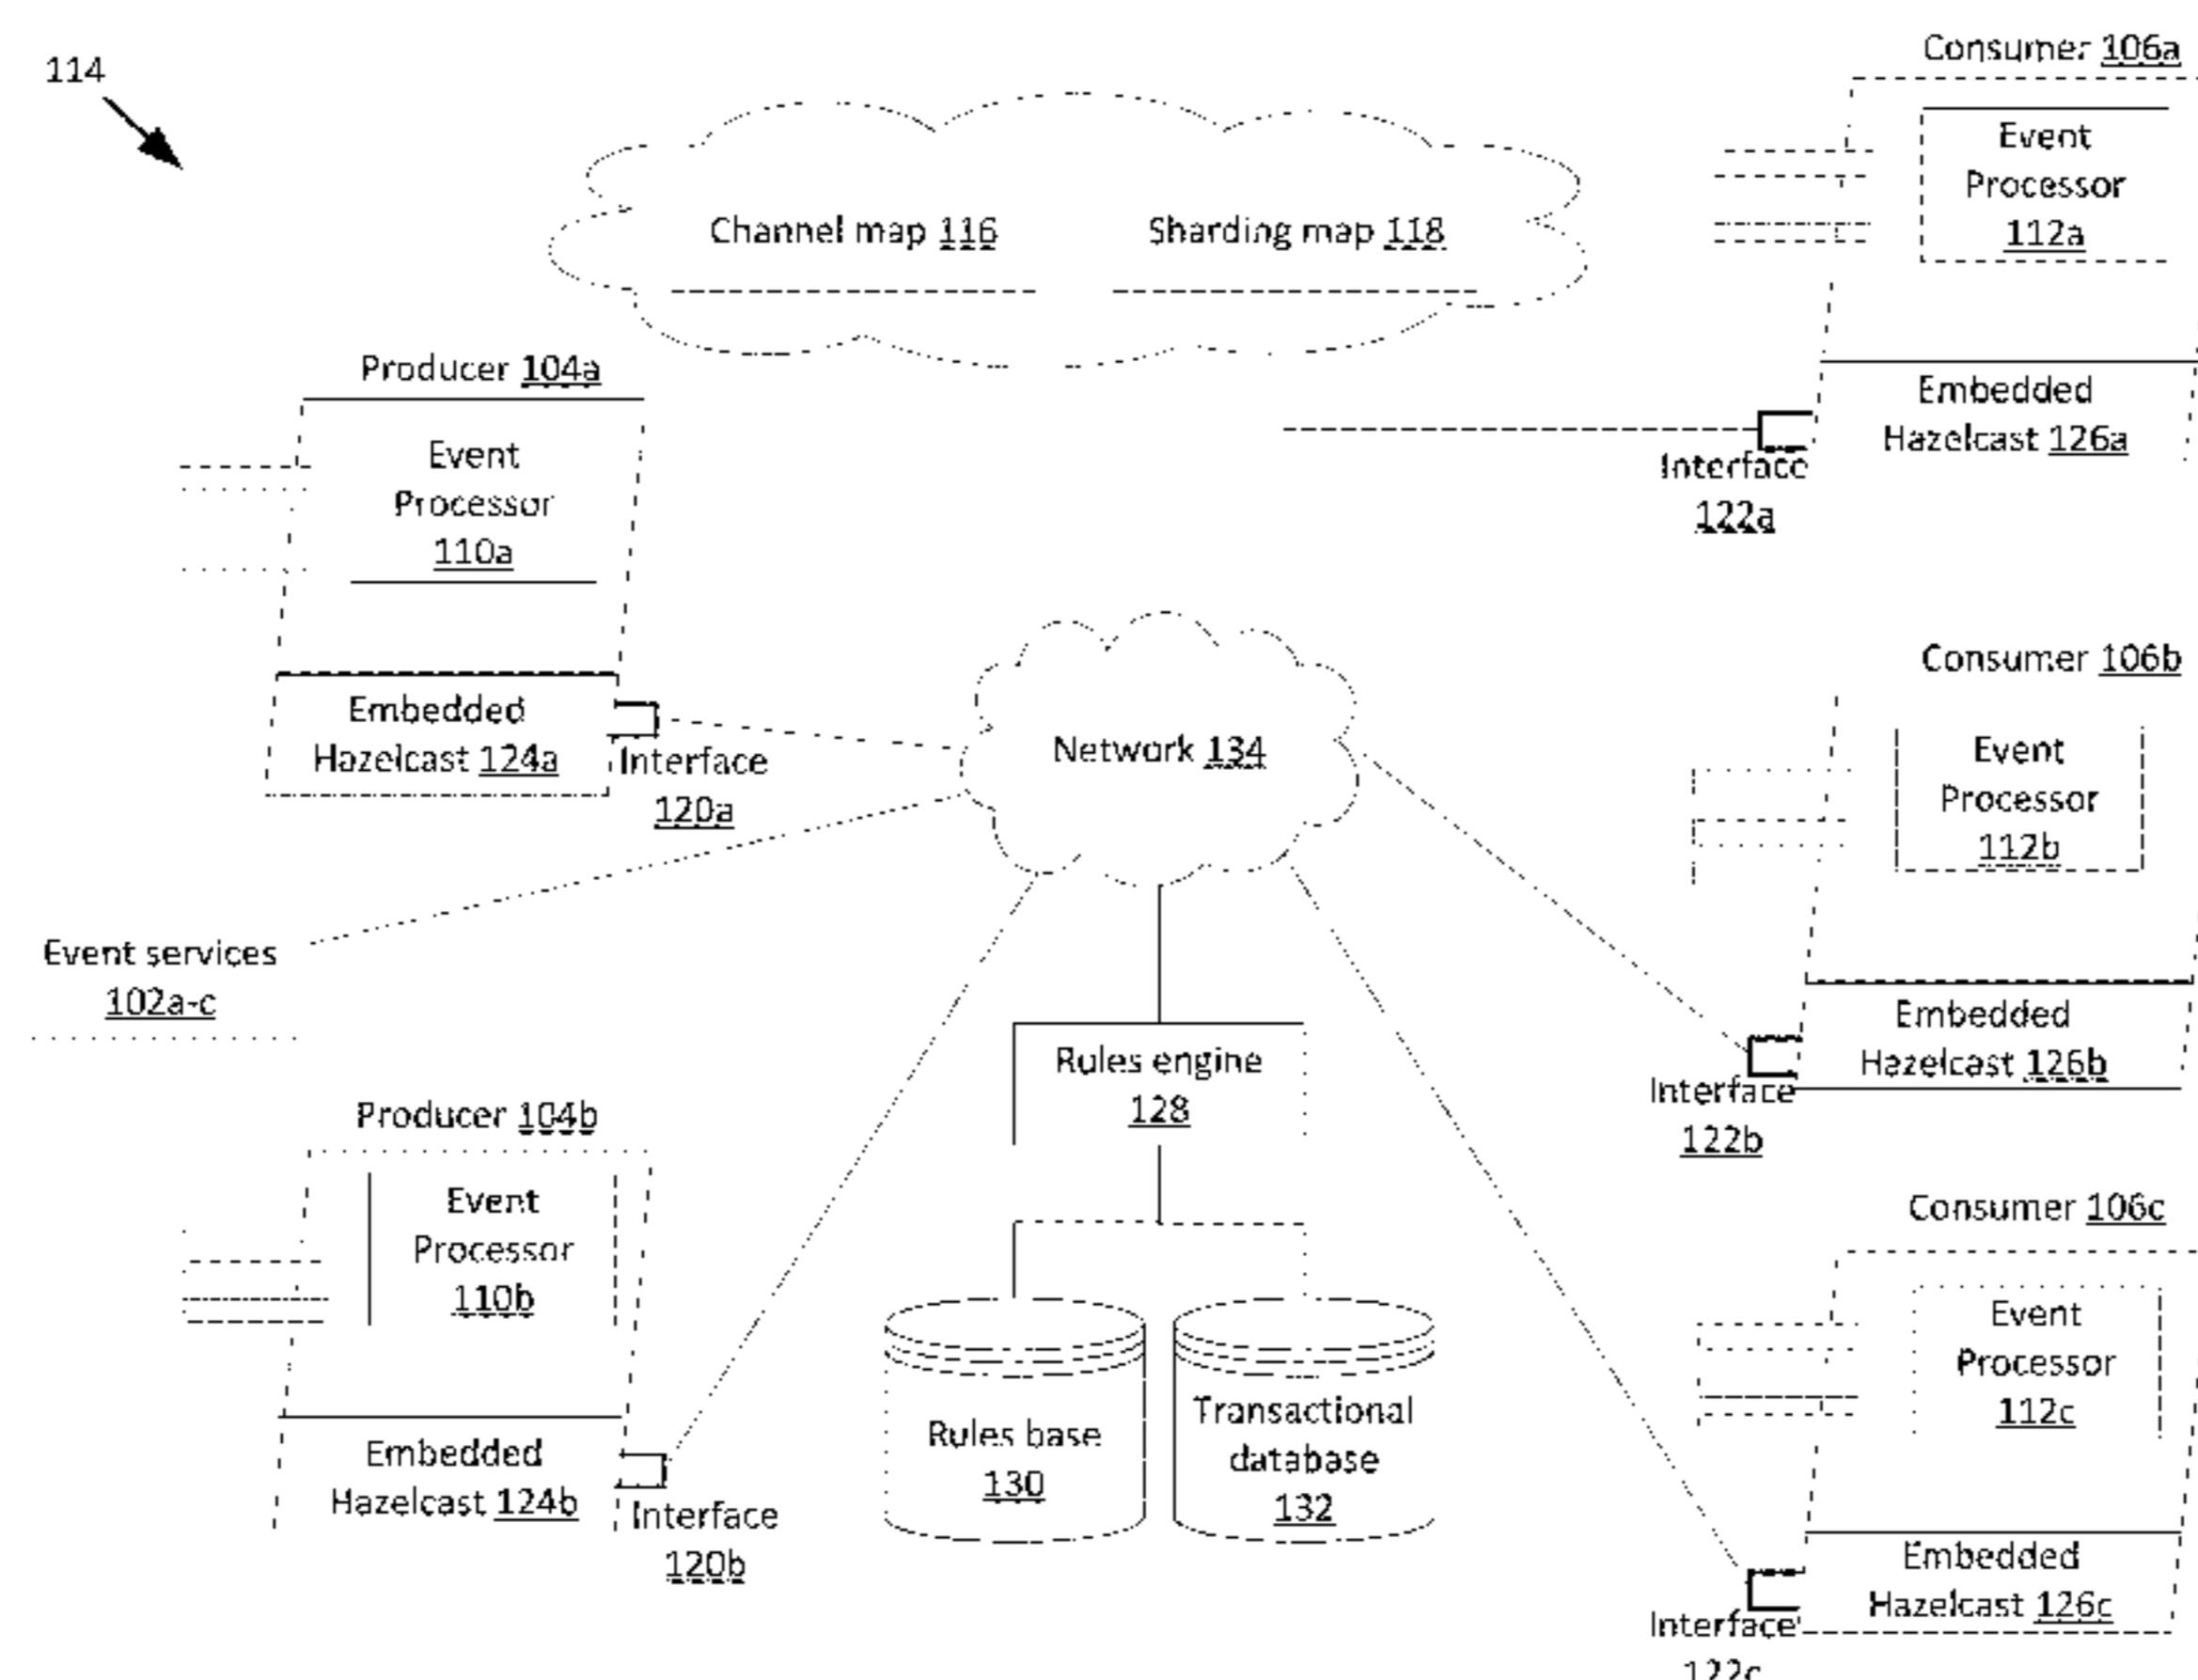 114
Consumer 106a
Event
Processor
112a
Channel map 116
Sharding map 118
Producer 104a
Event
Processor
110a
Embedded
Hazelcast 126a
Interface
122a
Network 134
Consumer 106b
Event
Processor
112b
Embedded
Hazelcast 124a
Interface
120a
Event services
102a-c
Rules engine
128
Embedded
Hazelcast 126b
Interface
122b
Producer 104b
Event
Processor
110b
Consumer 106c
Event
Processor
112c
Rules base
130
Transactional
database
132
Embedded
Hazelcast 124b
Interface
120b
Embedded
Hazelcast 126c
Interface
122c